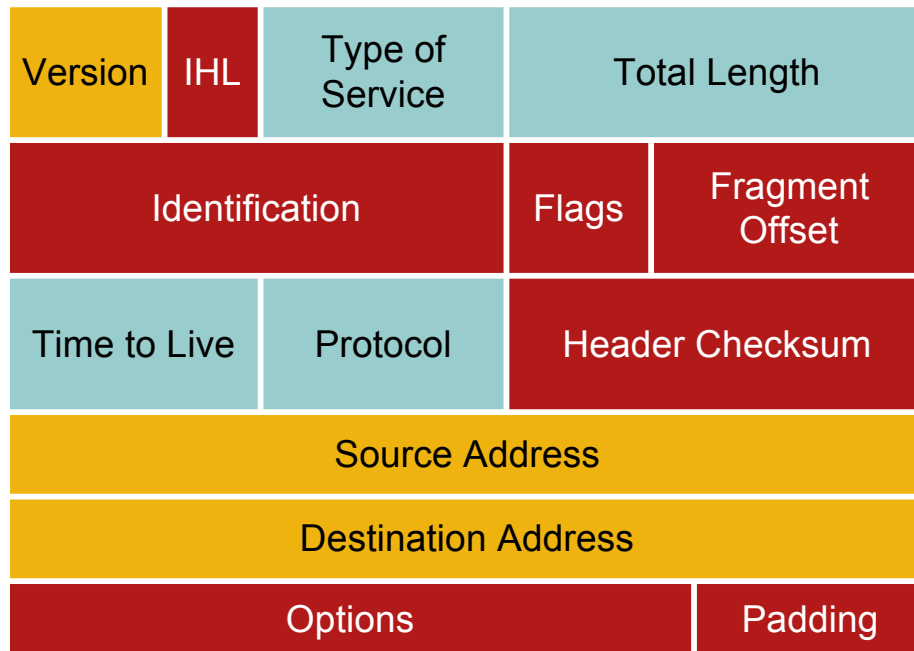 Version
IHL
Type of
Service
Total Length
Identification
Flags
Fragment
Offset
Time to Live
Protocol
Header Checksum
Source Address
Destination Address
Options
Padding